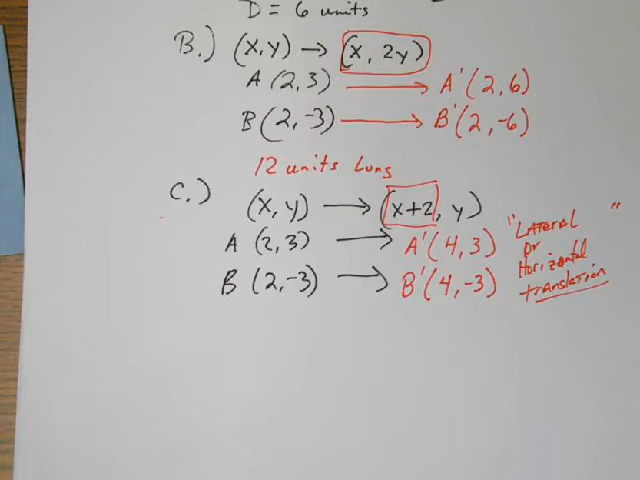 D = 6 units
B.) (x,y) → (x, 2y)
A (2,3) → A'(2,6)
B(2,-3) → B'(2,-6)
12 units Long
C.) (x,y) → (x+2, y)
A (2,3) → A'(4,3)
B (2,-3) → B'(4,-3)
"Lateral "
or
Horizontal
translation